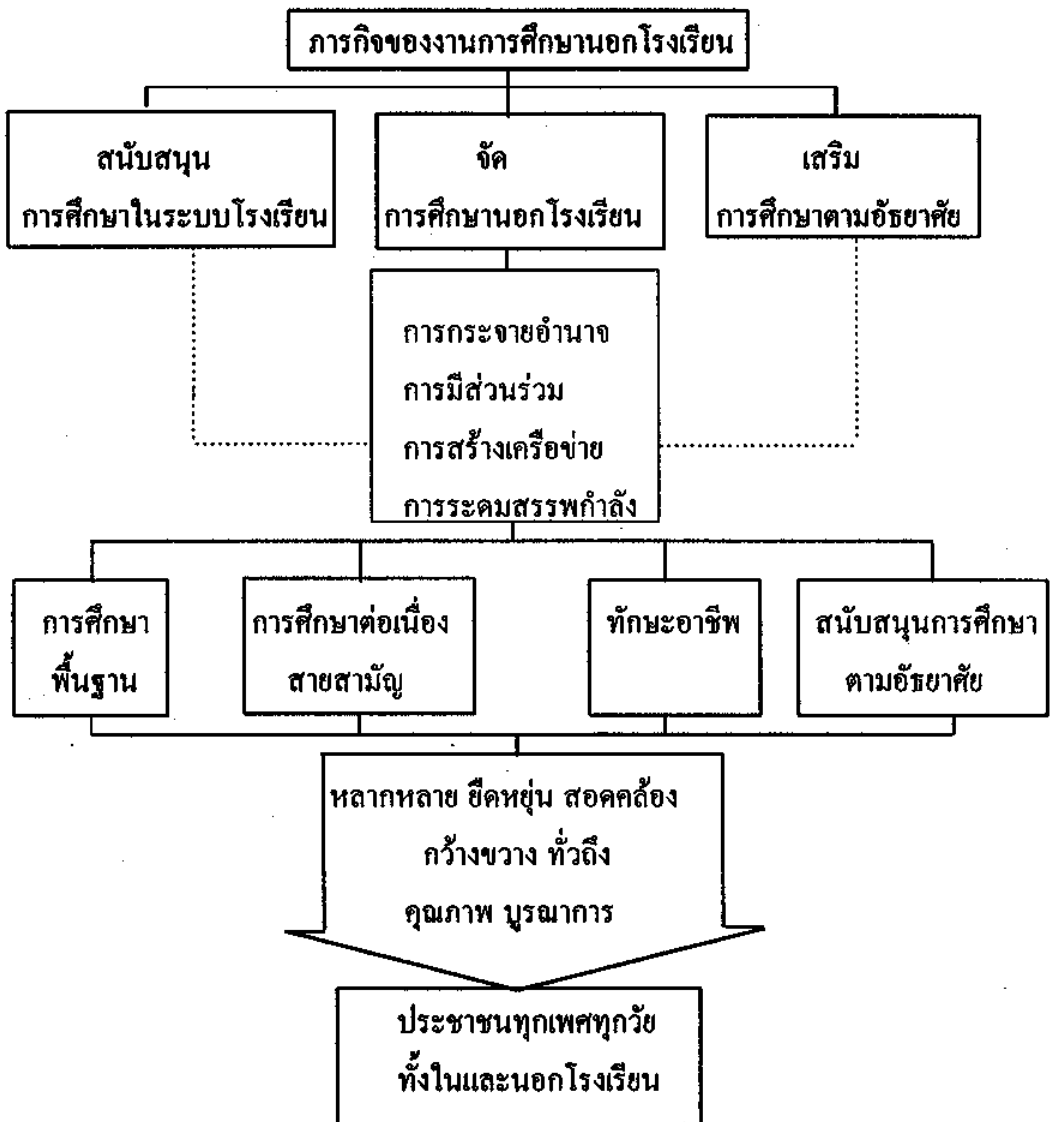 ภารกิจของงานการศึกษานอกโรงเรียน
สนับสนุน
การศึกษาในระบบโรงเรียน
จัด
การศึกษานอกโรงเรียน
เสริม
การศึกษาตามอัธยาศัย
การกระจายอำนาจ
การมีส่วนร่วม
การสร้างเครือข่าย
การระดมสรรพกำลัง
การศึกษา
พื้นฐาน
การศึกษาต่อเนื่อง
สายสามัญ
ทักษะอาชีพ
สนับสนุนการศึกษา
ตามอัธยาศัย
หลากหลาย ยืดหยุ่น สอดคล้อง
กว้างขวาง ทั่วถึง
คุณภาพ บูรณาการ
ประชาชนทุกเพศทุกวัย
ทั้งในและนอกโรงเรียน